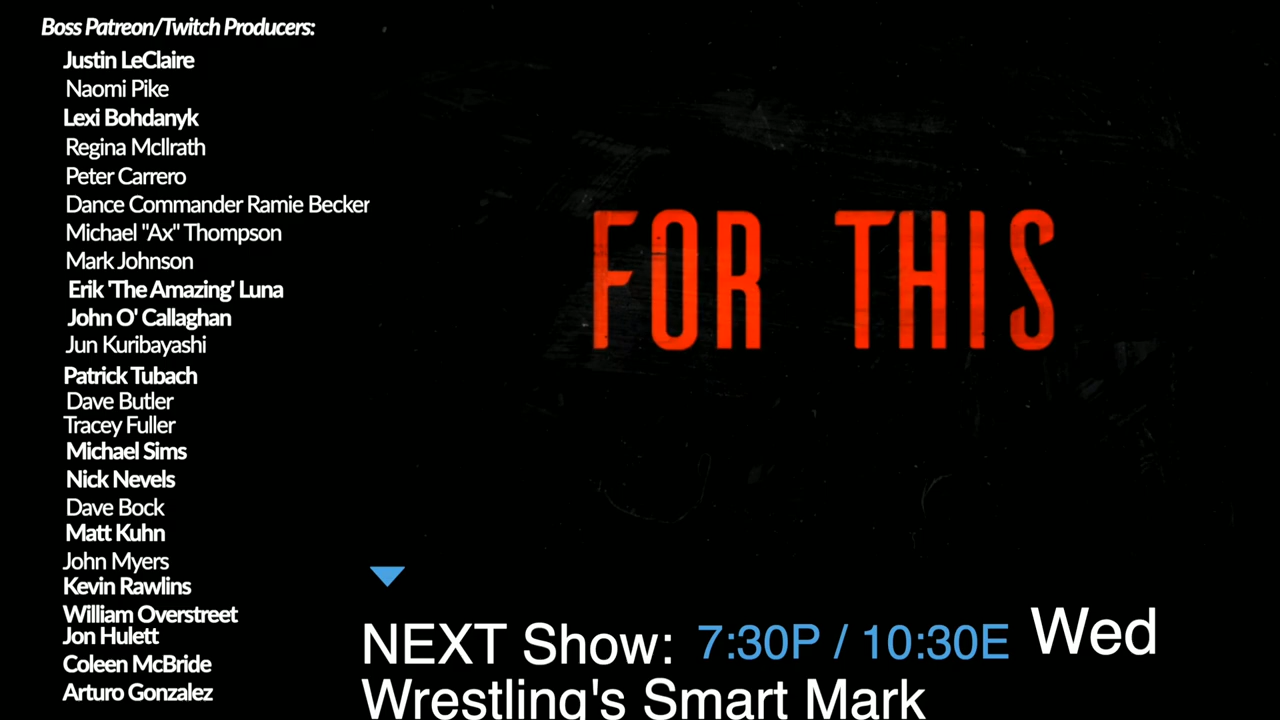 Boss Patreon/Twitch Producers:
Justin LeClaire
Naomi Pike
Lexi Bohdanyk
Regina McIlrath
Peter Carrero
Dance Commander Ramie Becker
Michael "Ax" Thompson
Mark Johnson
Erik 'The Amazing' Luna
John O' Callaghan
Jun Kuribayashi
Patrick Tubach
Dave Butler
Tracey Fuller
Michael Sims
Nick Nevels
Dave Bock
Matt Kuhn
John Myers
Kevin Rawlins
William Overstreet
Jon Hulett
Coleen McBride
Arturo Gonzalez
FOR THIS
NEXT Show: 7:30P / 10:30E Wed
Wrestling's Smart Mark